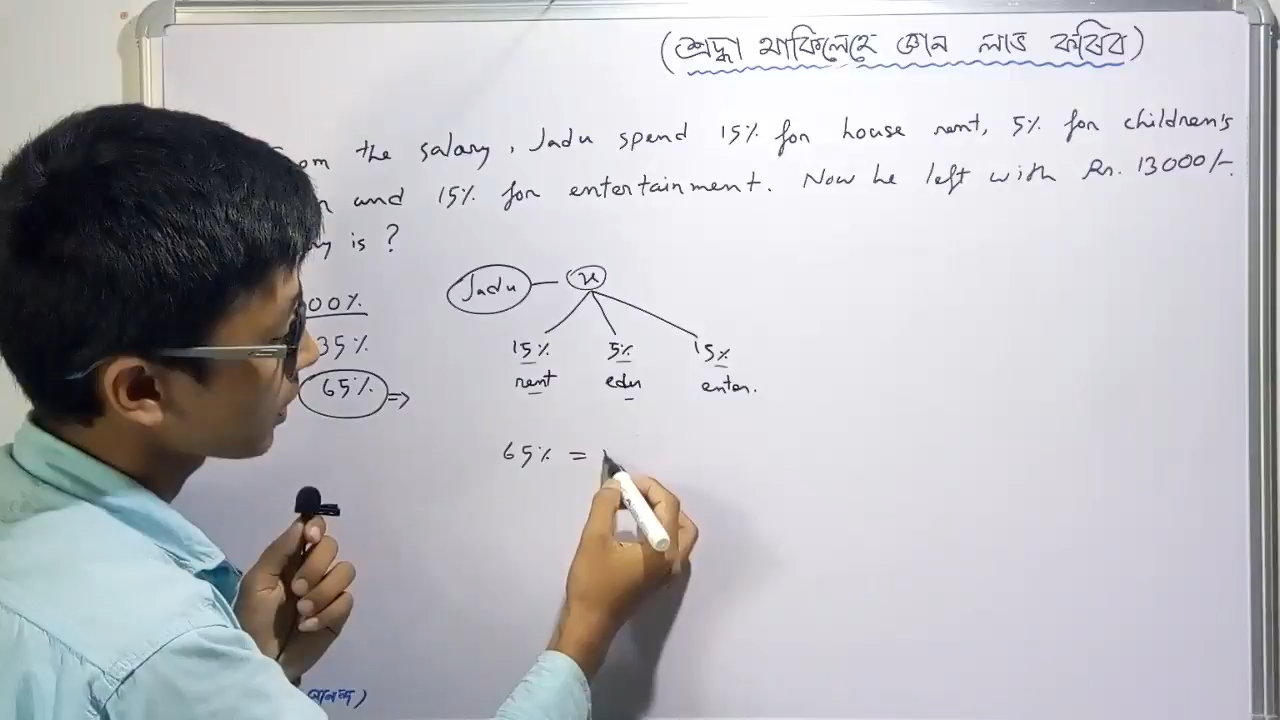 (শ্রদ্ধা থাকিলেহে জ্ঞান লাভ কৰিব)
the salary, Jadu spend 15% for house rent, 5% for children's
and 15% for entertainment. Now he left with Rs. 13000/-.
is ?
Jadu - x
00%
35%
65% =>
15% 5% 15%
rent edu enter.
65% =